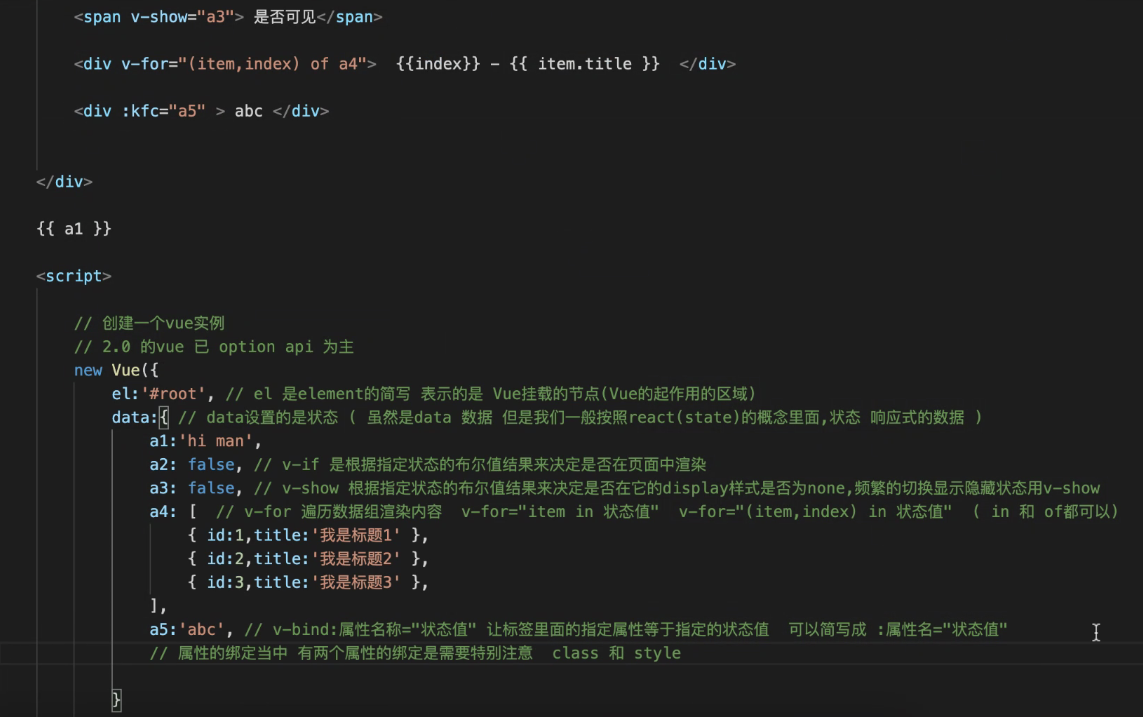 <span v-show="a3"> 是否可见</span>
<div v-for="(item,index) of a4">  {{index}} - {{ item.title }}  </div>
<div :kfc="a5" > abc </div>
</div>
{{ a1 }}
<script>
// 创建一个vue实例
// 2.0 的vue 已 option api 为主
new Vue({
el:'#root', // el 是element的简写 表示的是 Vue挂载的节点(Vue的起作用的区域)
data:{ // data设置的是状态 ( 虽然是data 数据 但是我们一般按照react(state)的概念里面,状态 响应式的数据 )
a1:'hi man',
a2: false, // v-if 是根据指定状态的布尔值结果来决定是否在页面中渲染
a3: false, // v-show 根据指定状态的布尔值结果来决定是否在它的display样式是否为none,频繁的切换显示隐藏状态用v-show
a4: [  // v-for 遍历数据组渲染内容  v-for="item in 状态值"  v-for="(item,index) in 状态值"  ( in 和 of都可以)
{ id:1,title:'我是标题1' },
{ id:2,title:'我是标题2' },
{ id:3,title:'我是标题3' },
],
a5:'abc', // v-bind:属性名称="状态值" 让标签里面的指定属性等于指定的状态值  可以简写成 :属性名="状态值"
// 属性的绑定当中 有两个属性的绑定是需要特别注意  class 和 style
}